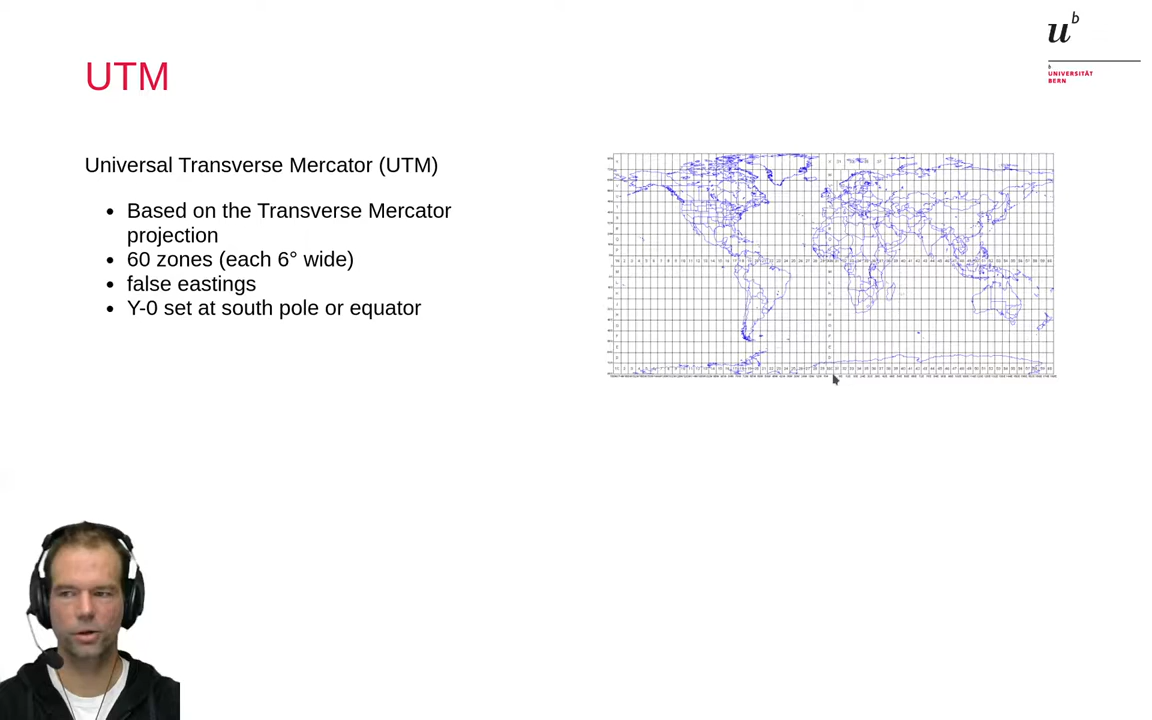 u
b
b
UNIVERSITÄT
BERN
UTM
Universal Transverse Mercator (UTM)
• Based on the Transverse Mercator
projection
• 60 zones (each 6° wide)
• false eastings
• Y-0 set at south pole or equator